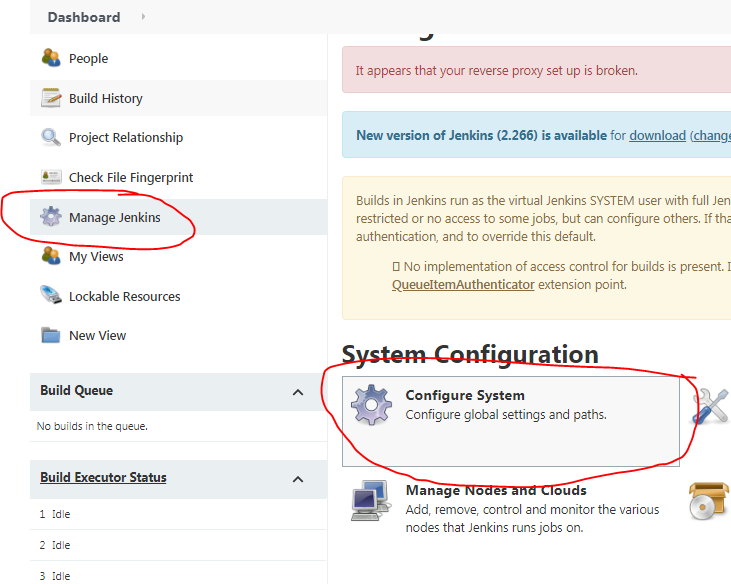 Dashboard
People
Build History
Project Relationship
Check File Fingerprint
Manage Jenkins
My Views
Lockable Resources
New View
Build Queue
No builds in the queue.
Build Executor Status
1 Idle
2 Idle
3 Idle
It appears that your reverse proxy set up is broken.
New version of Jenkins (2.266) is available for download (change
Builds in Jenkins run as the virtual Jenkins SYSTEM user with full Jen
restricted or no access to some jobs, but can configure others. If tha
authentication, and to override this default.
No implementation of access control for builds is present. I
QueueItemAuthenticator extension point.
System Configuration
Configure System
Configure global settings and paths.
Manage Nodes and Clouds
Add, remove, control and monitor the various
nodes that Jenkins runs jobs on.